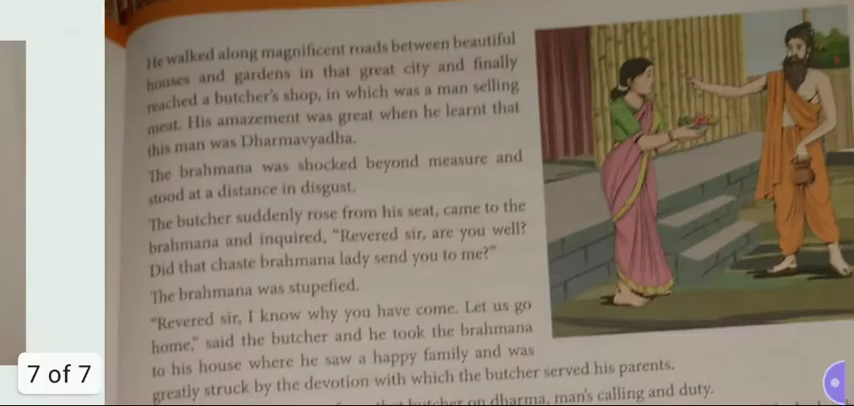 He walked along magnificent roads between beautiful
houses and gardens in that great city and finally
reached a butcher's shop, in which was a man selling
meat. His amazement was great when he learnt that
this man was Dharmavyadha.
The brahmana was shocked beyond measure and
stood at a distance in disgust.
The butcher suddenly rose from his seat, came to the
brahmana and inquired, "Revered sir, are you well?
Did that chaste brahmana lady send you to me?"
The brahmana was stupefied.
"Revered sir, I know why you have come. Let us go
home," said the butcher and he took the brahmana
to his house where he saw a happy family and was
greatly struck by the devotion with which the butcher served his parents.
butcher on dharma, man's calling and duty.
7 of 7